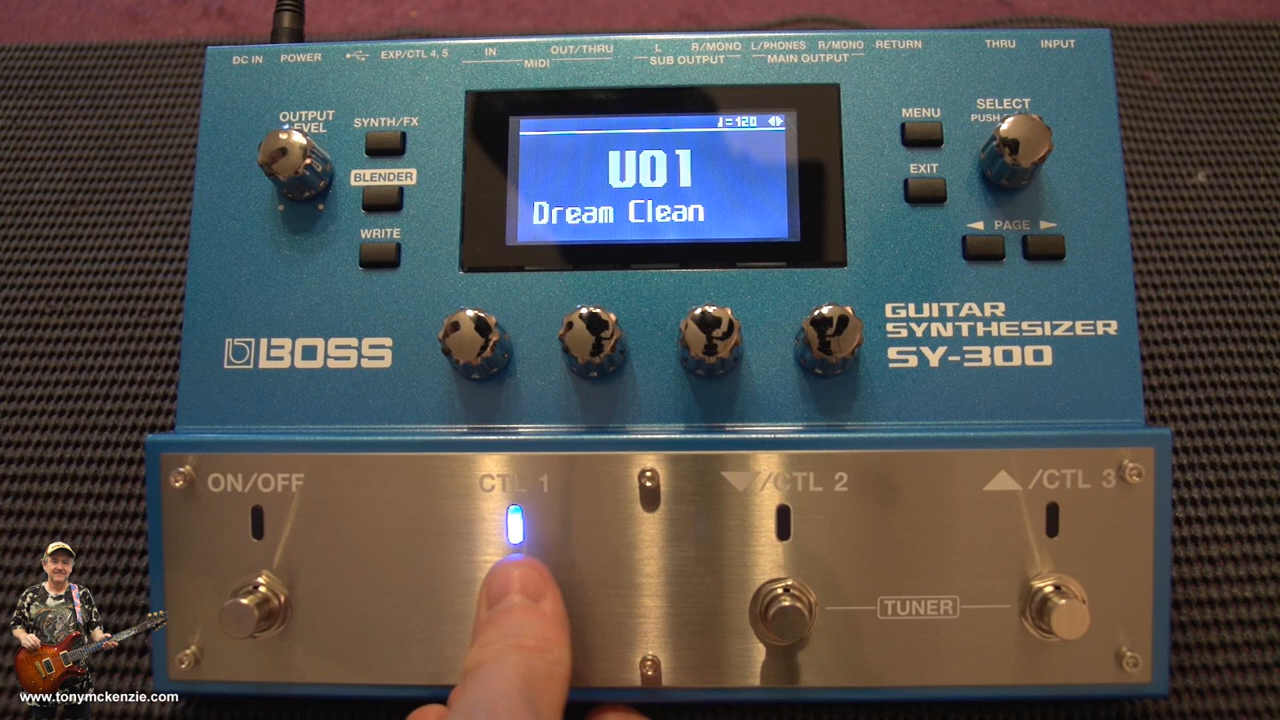 DC IN POWER EXP/CTL 4, 5 IN OUT/THRU L R/MONO L/PHONES R/MONO RETURN THRU INPUT
MIDI SUB OUTPUT MAIN OUTPUT
OUTPUT
LEVEL
SYNTH/FX
BLENDER
WRITE
♩=120
U01
Dream Clean
MENU
EXIT
SELECT
PUSH
PAGE
BOSS
GUITAR
SYNTHESIZER
SY-300
ON/OFF CTL 1 ▼/CTL 2 ▲/CTL 3
TUNER
www.tonymckenzie.com